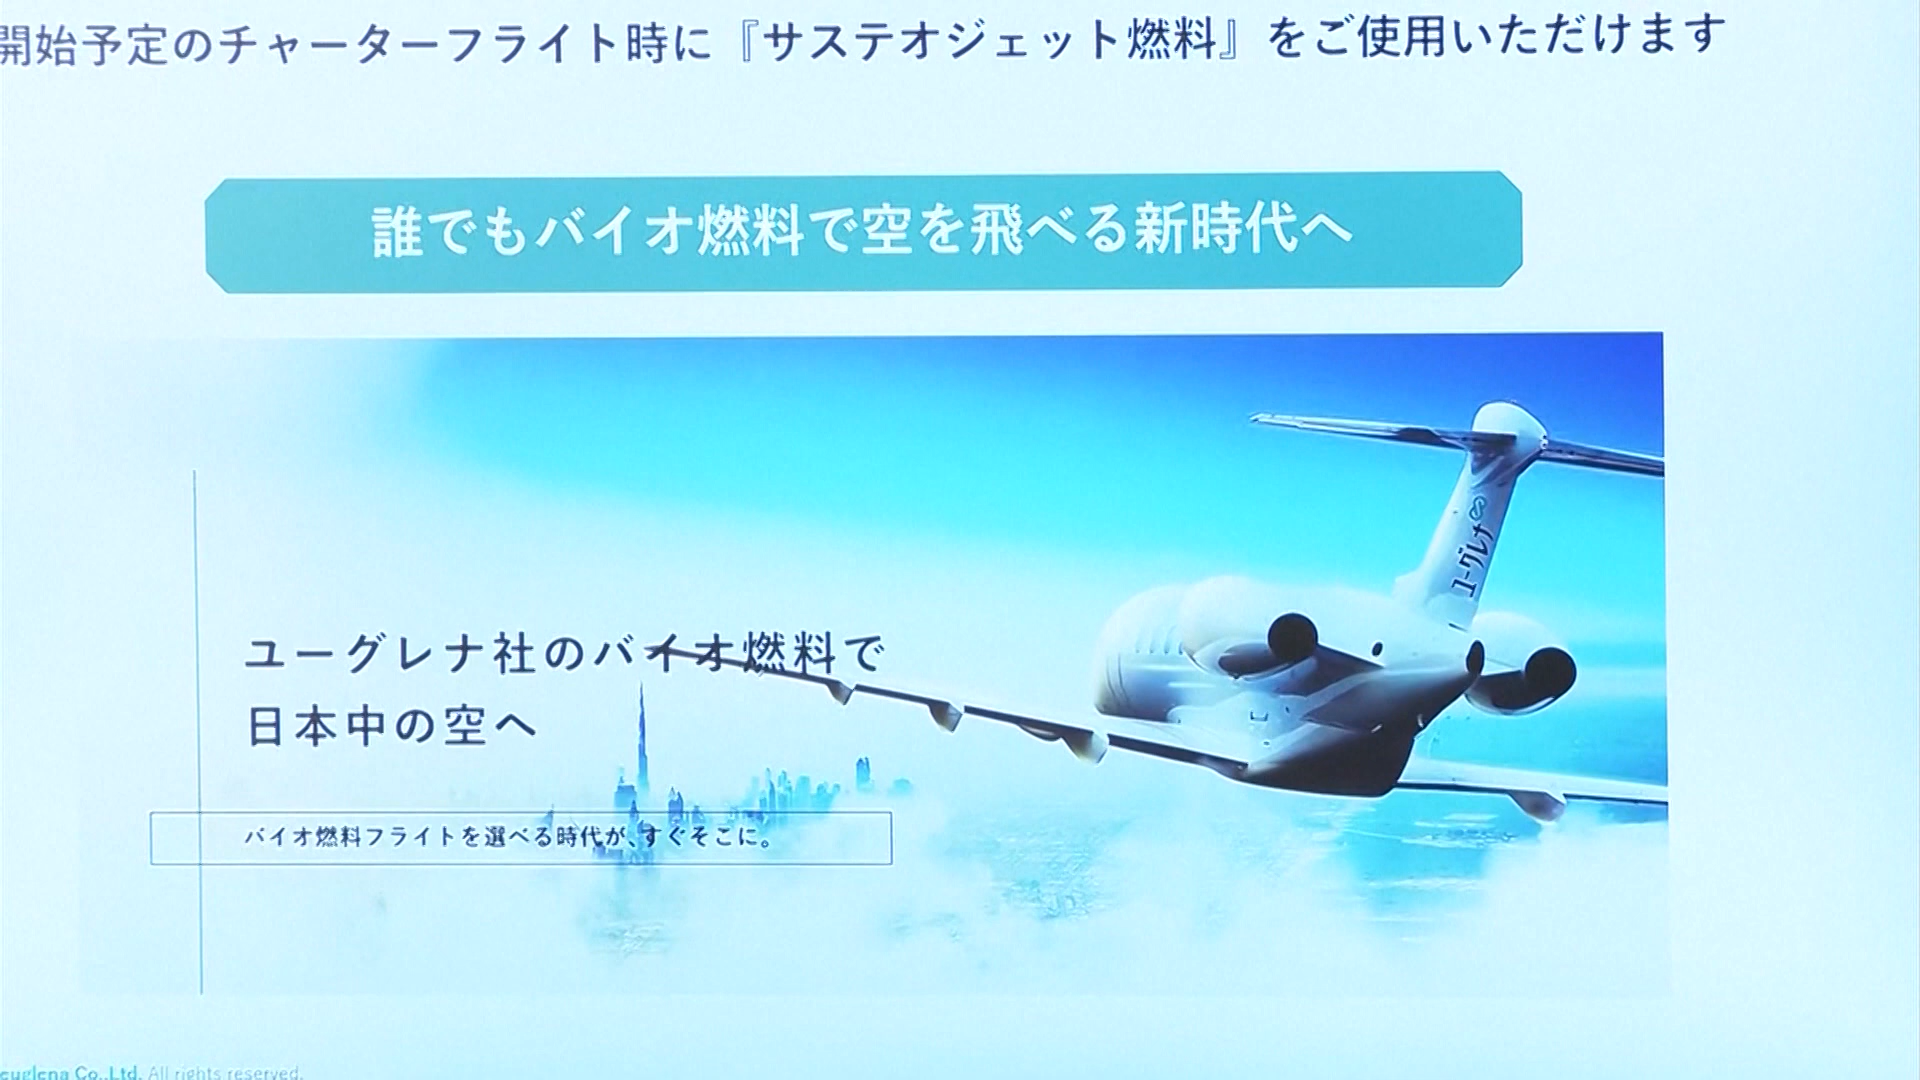 開始予定のチャーターフライト時に『サステオジェット燃料』をご使用いただけます
誰でもバイオ燃料で空を飛べる新時代へ
ユーグレナ
ユーグレナ社のバイオ燃料で
日本中の空へ
バイオ燃料フライトを選べる時代が、すぐそこに。
euglena Co.,Ltd. All rights reserved.